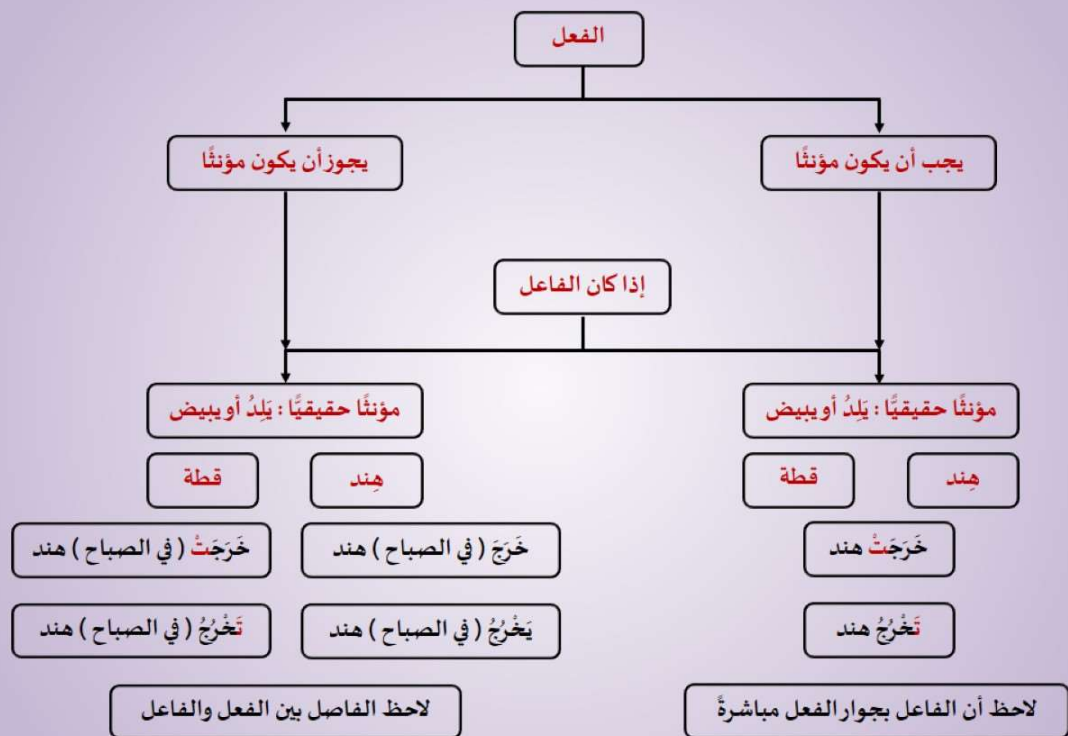 الفعل
يجب أن يكون مؤنثًا
يجوز أن يكون مؤنثًا
إذا كان الفاعل
مؤنثًا حقيقيًّا : يَلِدُ أو يبيض
مؤنثًا حقيقيًّا : يَلِدُ أو يبيض
هِند
قطة
هِند
قطة
خَرَجَتْ هند
خَرَجَ ( في الصباح ) هند
خَرَجَتْ ( في الصباح ) هند
تَخْرُجُ هند
يَخْرُجُ ( في الصباح ) هند
تَخْرُجُ ( في الصباح ) هند
لاحظ أن الفاعل بجوار الفعل مباشرةً
لاحظ الفاصل بين الفعل والفاعل